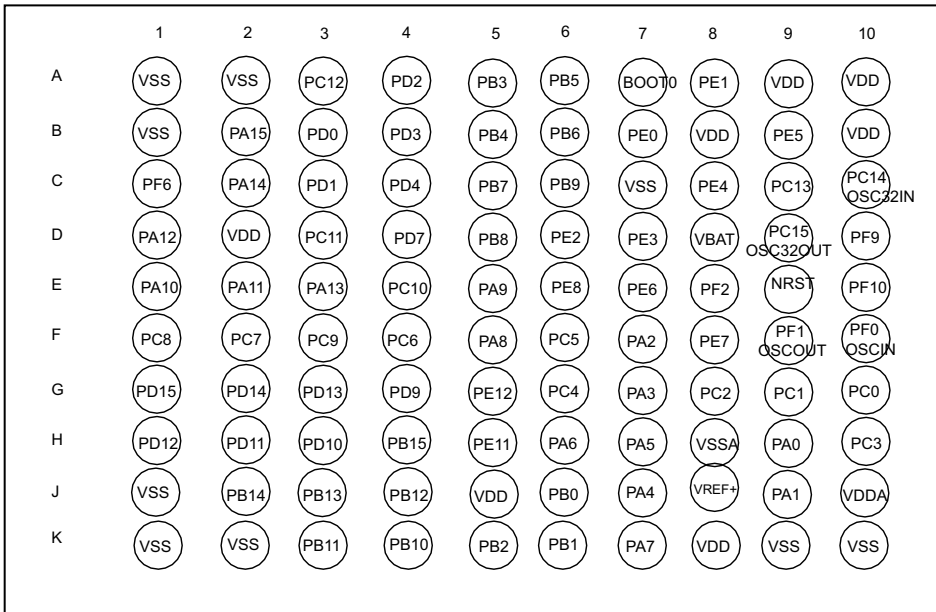 1 2 3 4 5 6 7 8 9 10
A VSS VSS PC12 PD2 PB3 PB5 BOOT0 PE1 VDD VDD
B VSS PA15 PD0 PD3 PB4 PB6 PE0 VDD PE5 VDD
C PF6 PA14 PD1 PD4 PB7 PB9 VSS PE4 PC13 PC14
OSC32IN
D PA12 VDD PC11 PD7 PB8 PE2 PE3 VBAT PC15 PF9
OSC32OUT
E PA10 PA11 PA13 PC10 PA9 PE8 PE6 PF2 NRST PF10
F PC8 PC7 PC9 PC6 PA8 PC5 PA2 PE7 PF1 PF0
OSCOUT OSCIN
G PD15 PD14 PD13 PD9 PE12 PC4 PA3 PC2 PC1 PC0
H PD12 PD11 PD10 PB15 PE11 PA6 PA5 VSSA PA0 PC3
J VSS PB14 PB13 PB12 VDD PB0 PA4 VREF+ PA1 VDDA
K VSS VSS PB11 PB10 PB2 PB1 PA7 VDD VSS VSS